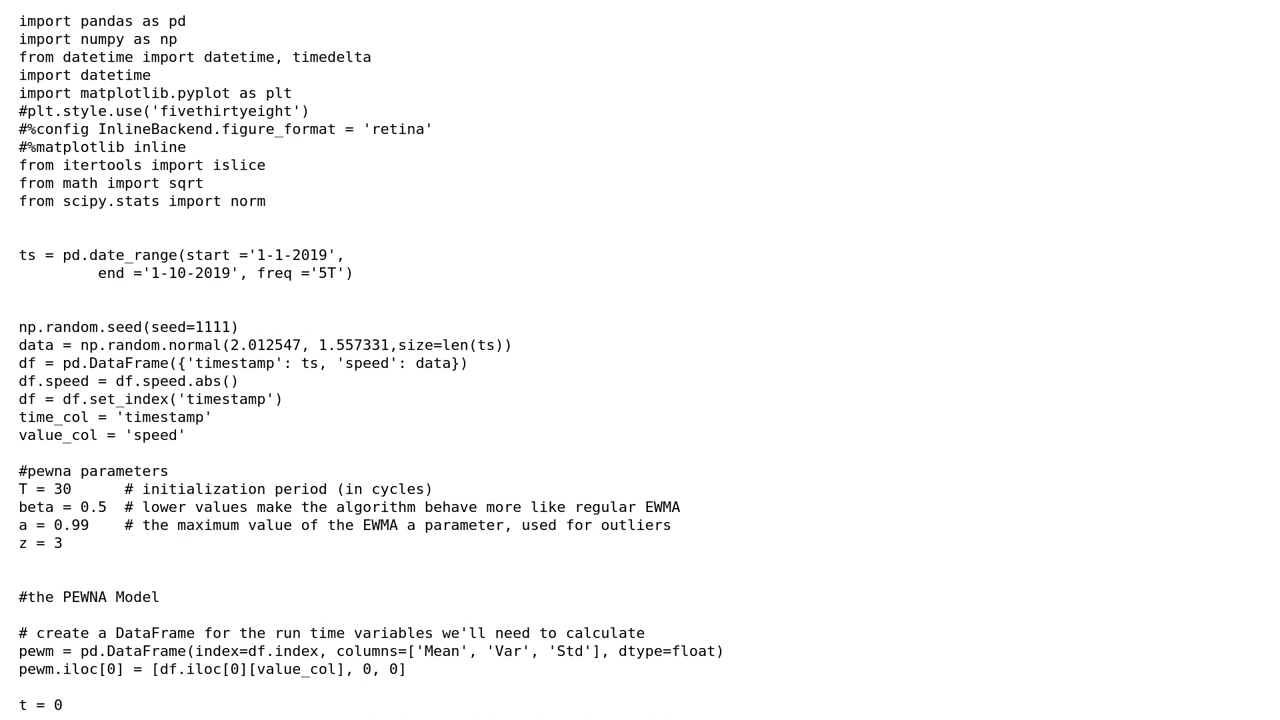 import pandas as pd
import numpy as np
from datetime import datetime, timedelta
import datetime
import matplotlib.pyplot as plt
#plt.style.use('fivethirtyeight')
#%config InlineBackend.figure_format = 'retina'
#%matplotlib inline
from itertools import islice
from math import sqrt
from scipy.stats import norm
ts = pd.date_range(start ='1-1-2019',
         end ='1-10-2019', freq ='5T')
np.random.seed(seed=1111)
data = np.random.normal(2.012547, 1.557331,size=len(ts))
df = pd.DataFrame({'timestamp': ts, 'speed': data})
df.speed = df.speed.abs()
df = df.set_index('timestamp')
time_col = 'timestamp'
value_col = 'speed'
#pewna parameters
T = 30      # initialization period (in cycles)
beta = 0.5  # lower values make the algorithm behave more like regular EWMA
a = 0.99    # the maximum value of the EWMA a parameter, used for outliers
z = 3
#the PEWNA Model
# create a DataFrame for the run time variables we'll need to calculate
pewm = pd.DataFrame(index=df.index, columns=['Mean', 'Var', 'Std'], dtype=float)
pewm.iloc[0] = [df.iloc[0][value_col], 0, 0]
t = 0